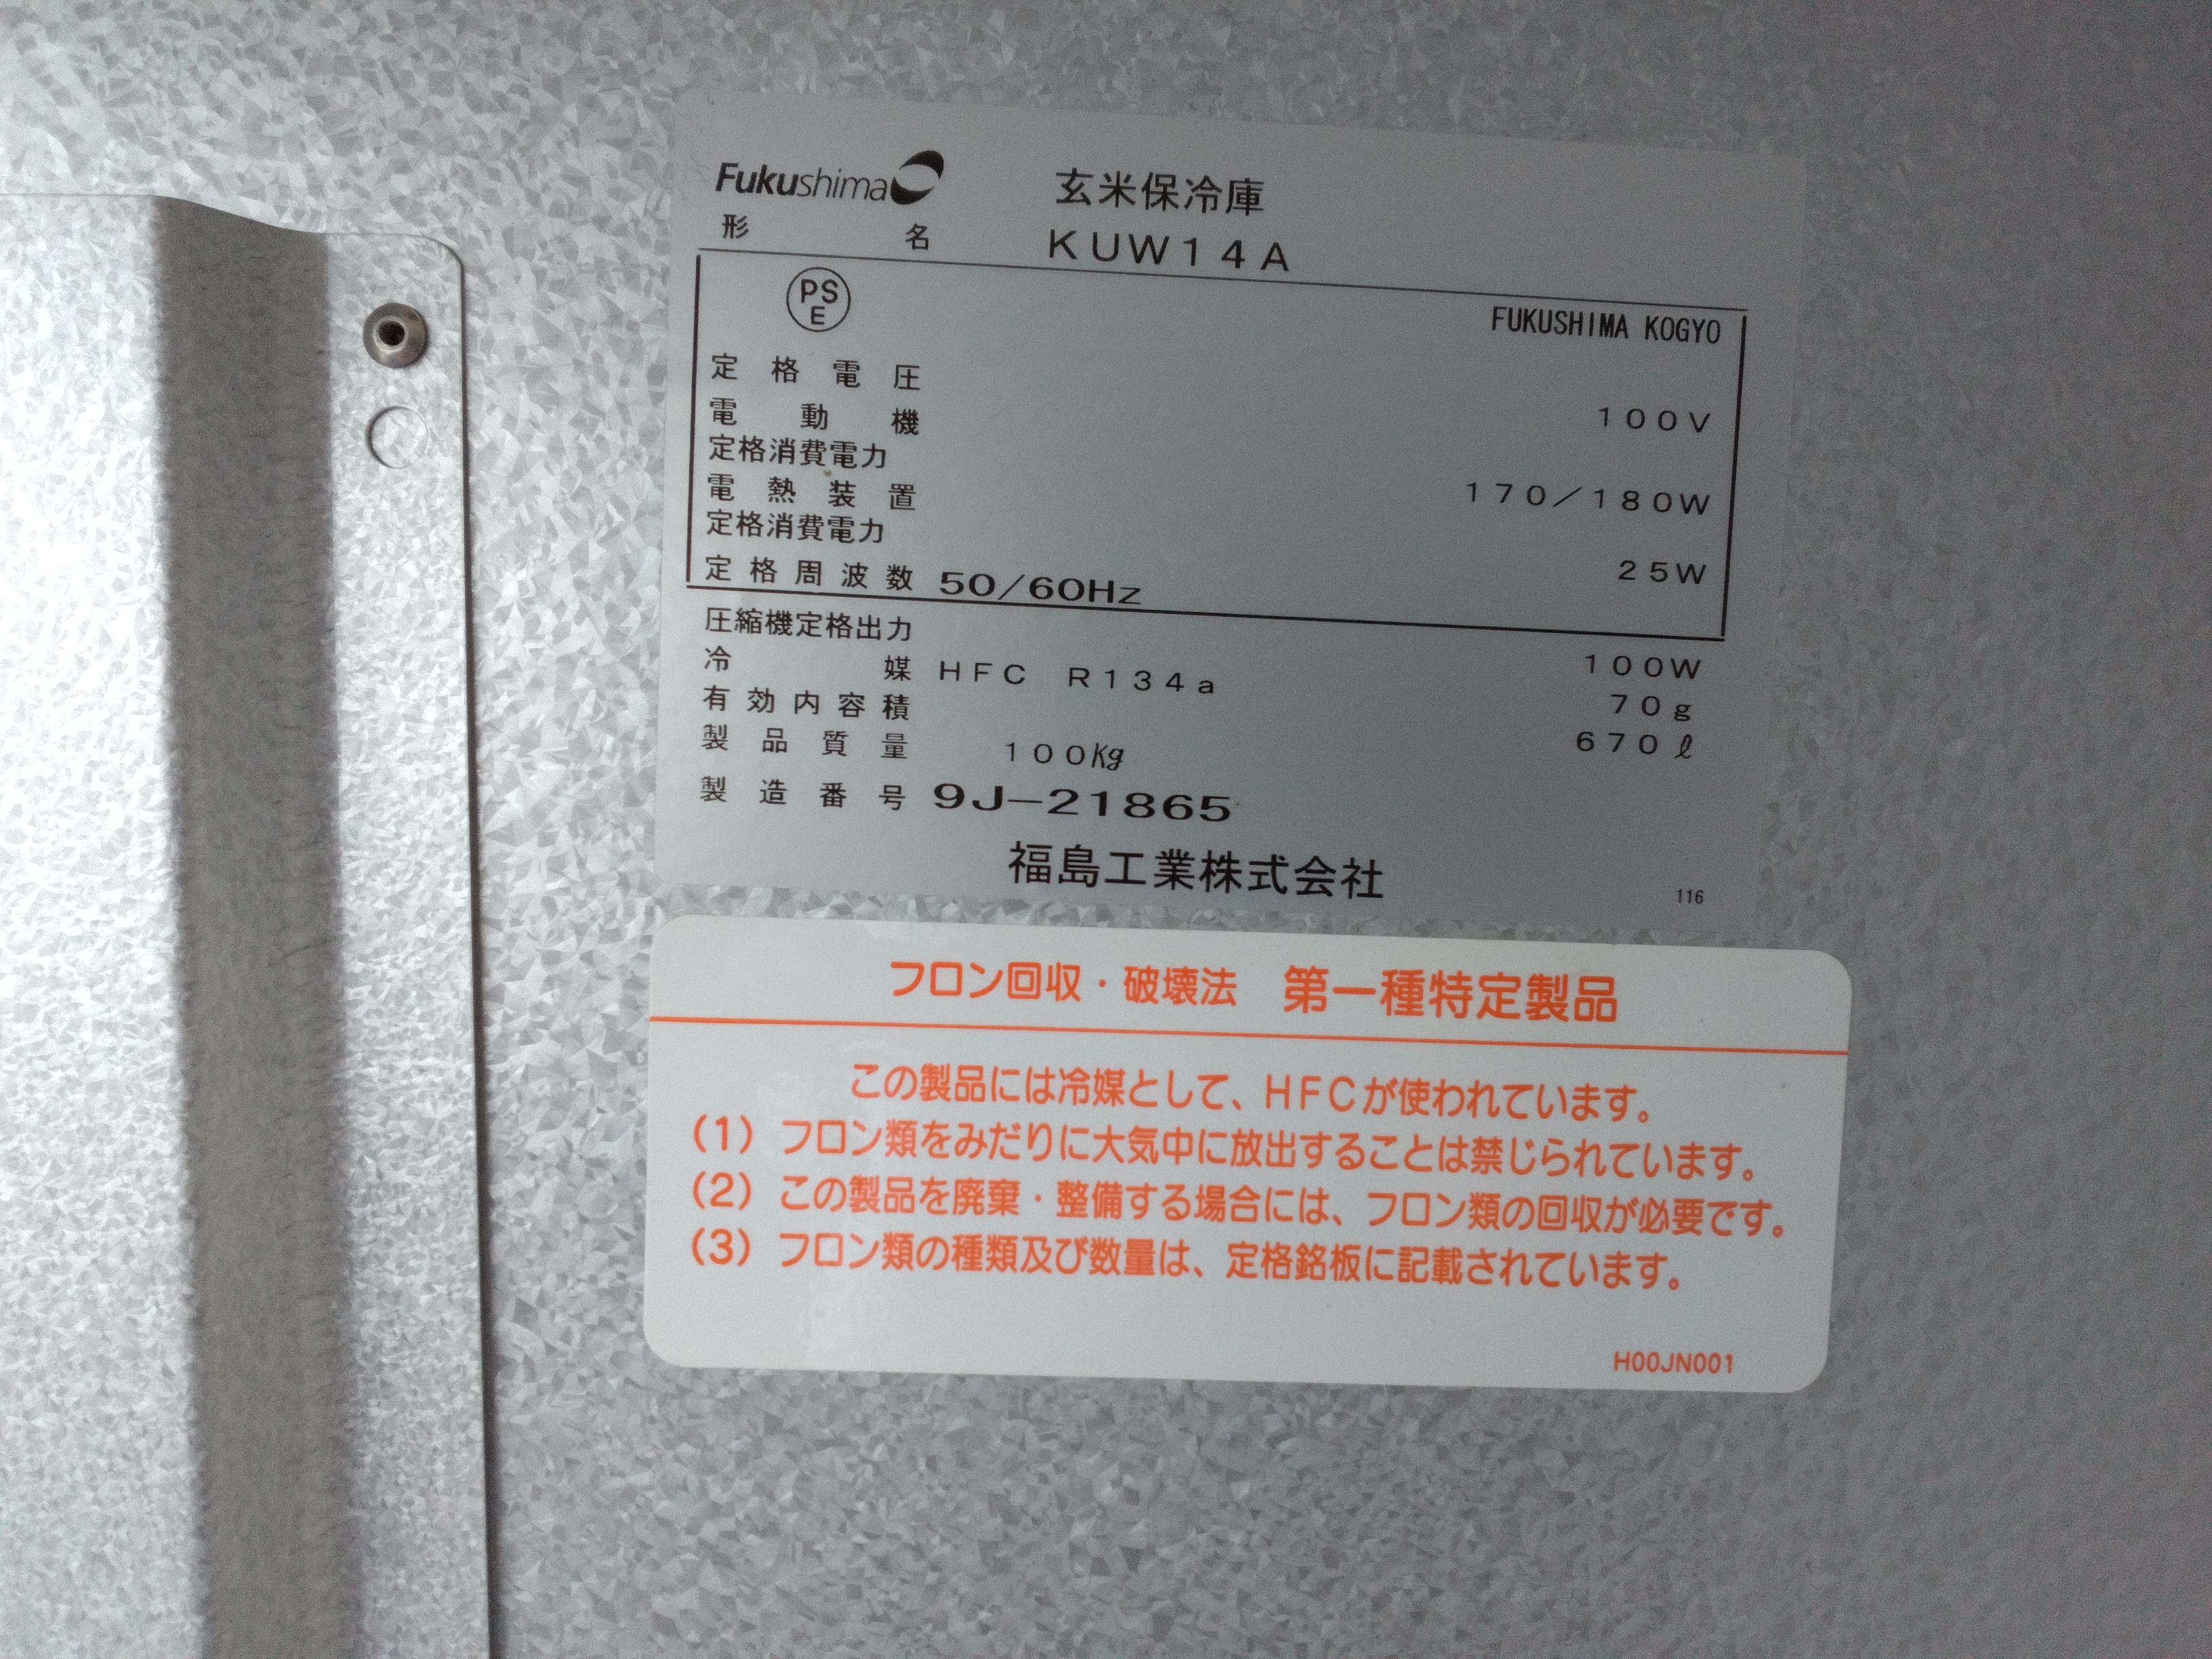 Fukushima 玄米保冷庫
形名 KUW14A
PSE
FUKUSHIMA KOGYO
定格電圧 100V
電動機
定格消費電力 170/180W
電熱装置
定格消費電力 25W
定格周波数 50/60Hz
圧縮機定格出力 100W
冷媒 HFC R134a 70g
有効内容積 670ℓ
製品質量 100Kg
製造番号 9J-21865
福島工業株式会社
116
フロン回収・破壊法 第一種特定製品
この製品には冷媒として、HFCが使われています。
(1) フロン類をみだりに大気中に放出することは禁じられています。
(2) この製品を廃棄・整備する場合には、フロン類の回収が必要です。
(3) フロン類の種類及び数量は、定格銘板に記載されています。
H00JN001